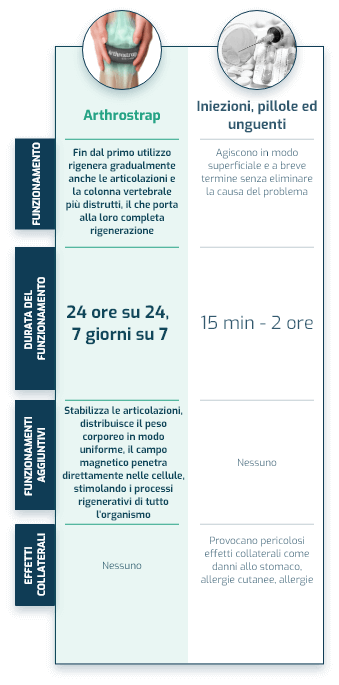 Arthrostrap
Iniezioni, pillole ed
unguenti
FUNZIONAMENTO
Fin dal primo utilizzo
rigenera gradualmente
anche le articolazioni e
la colonna vertebrale
più distrutti, il che porta
alla loro completa
rigenerazione
Agiscono in modo
superficiale e a breve
termine senza eliminare
la causa del problema
DURATA DEL
FUNZIONAMENTO
24 ore su 24,
7 giorni su 7
15 min - 2 ore
FUNZIONAMENTI
AGGIUNTIVI
Stabilizza le articolazioni,
distribuisce il peso
corporeo in modo
uniforme, il campo
magnetico penetra
direttamente nelle cellule,
stimolando i processi
rigenerativi di tutto
l'organismo
Nessuno
EFFETTI
COLLATERALI
Nessuno
Provocano pericolosi
effetti collaterali come
danni allo stomaco,
allergie cutanee, allergie